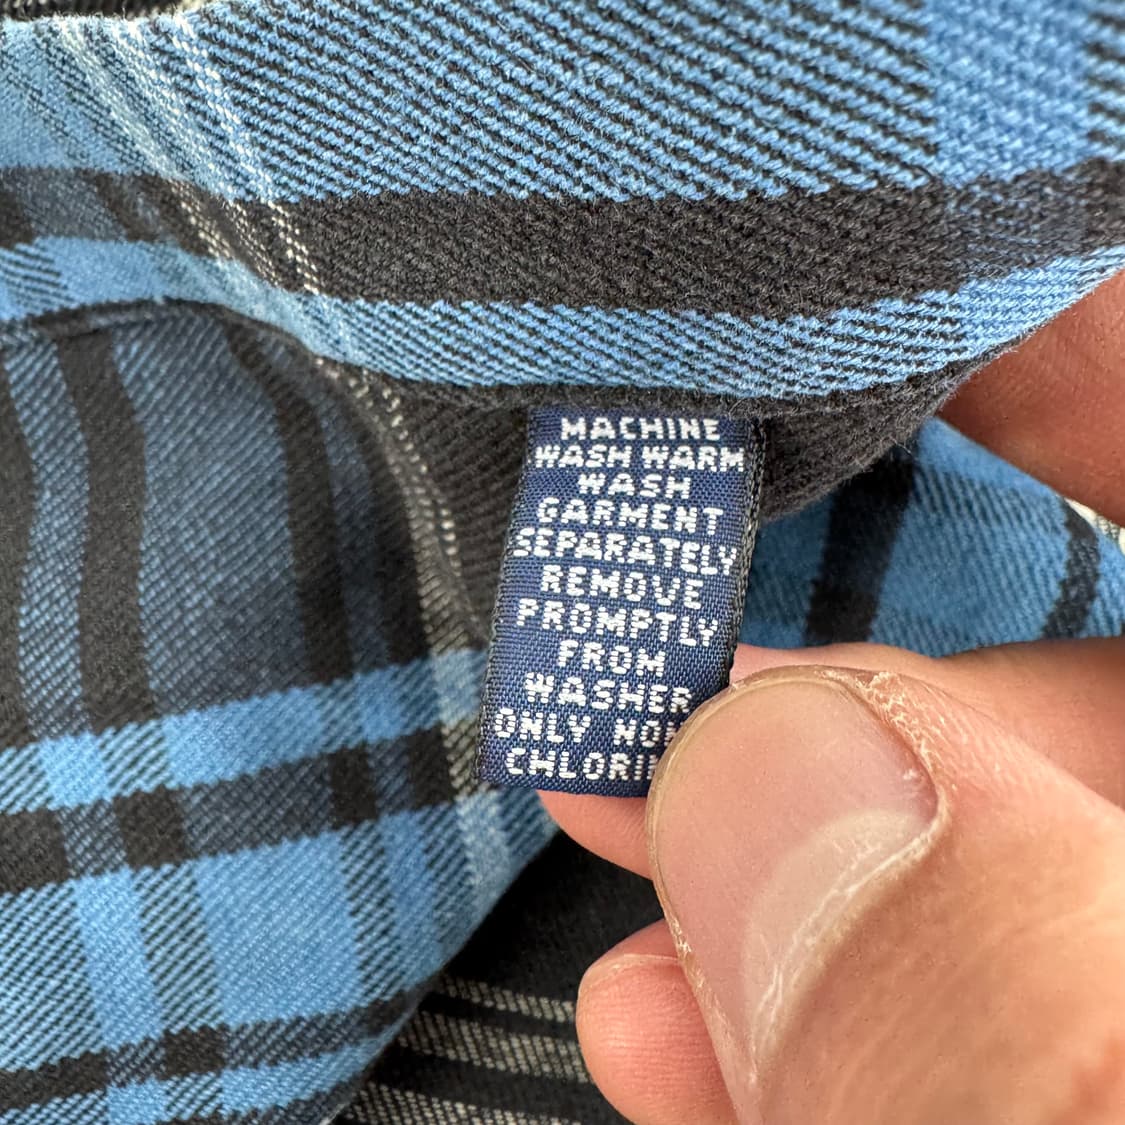 MACHINE
WASH WARM
WASH
GARMENT
SEPARATELY
REMOVE
PROMPTLY
FROM
WASHER
ONLY